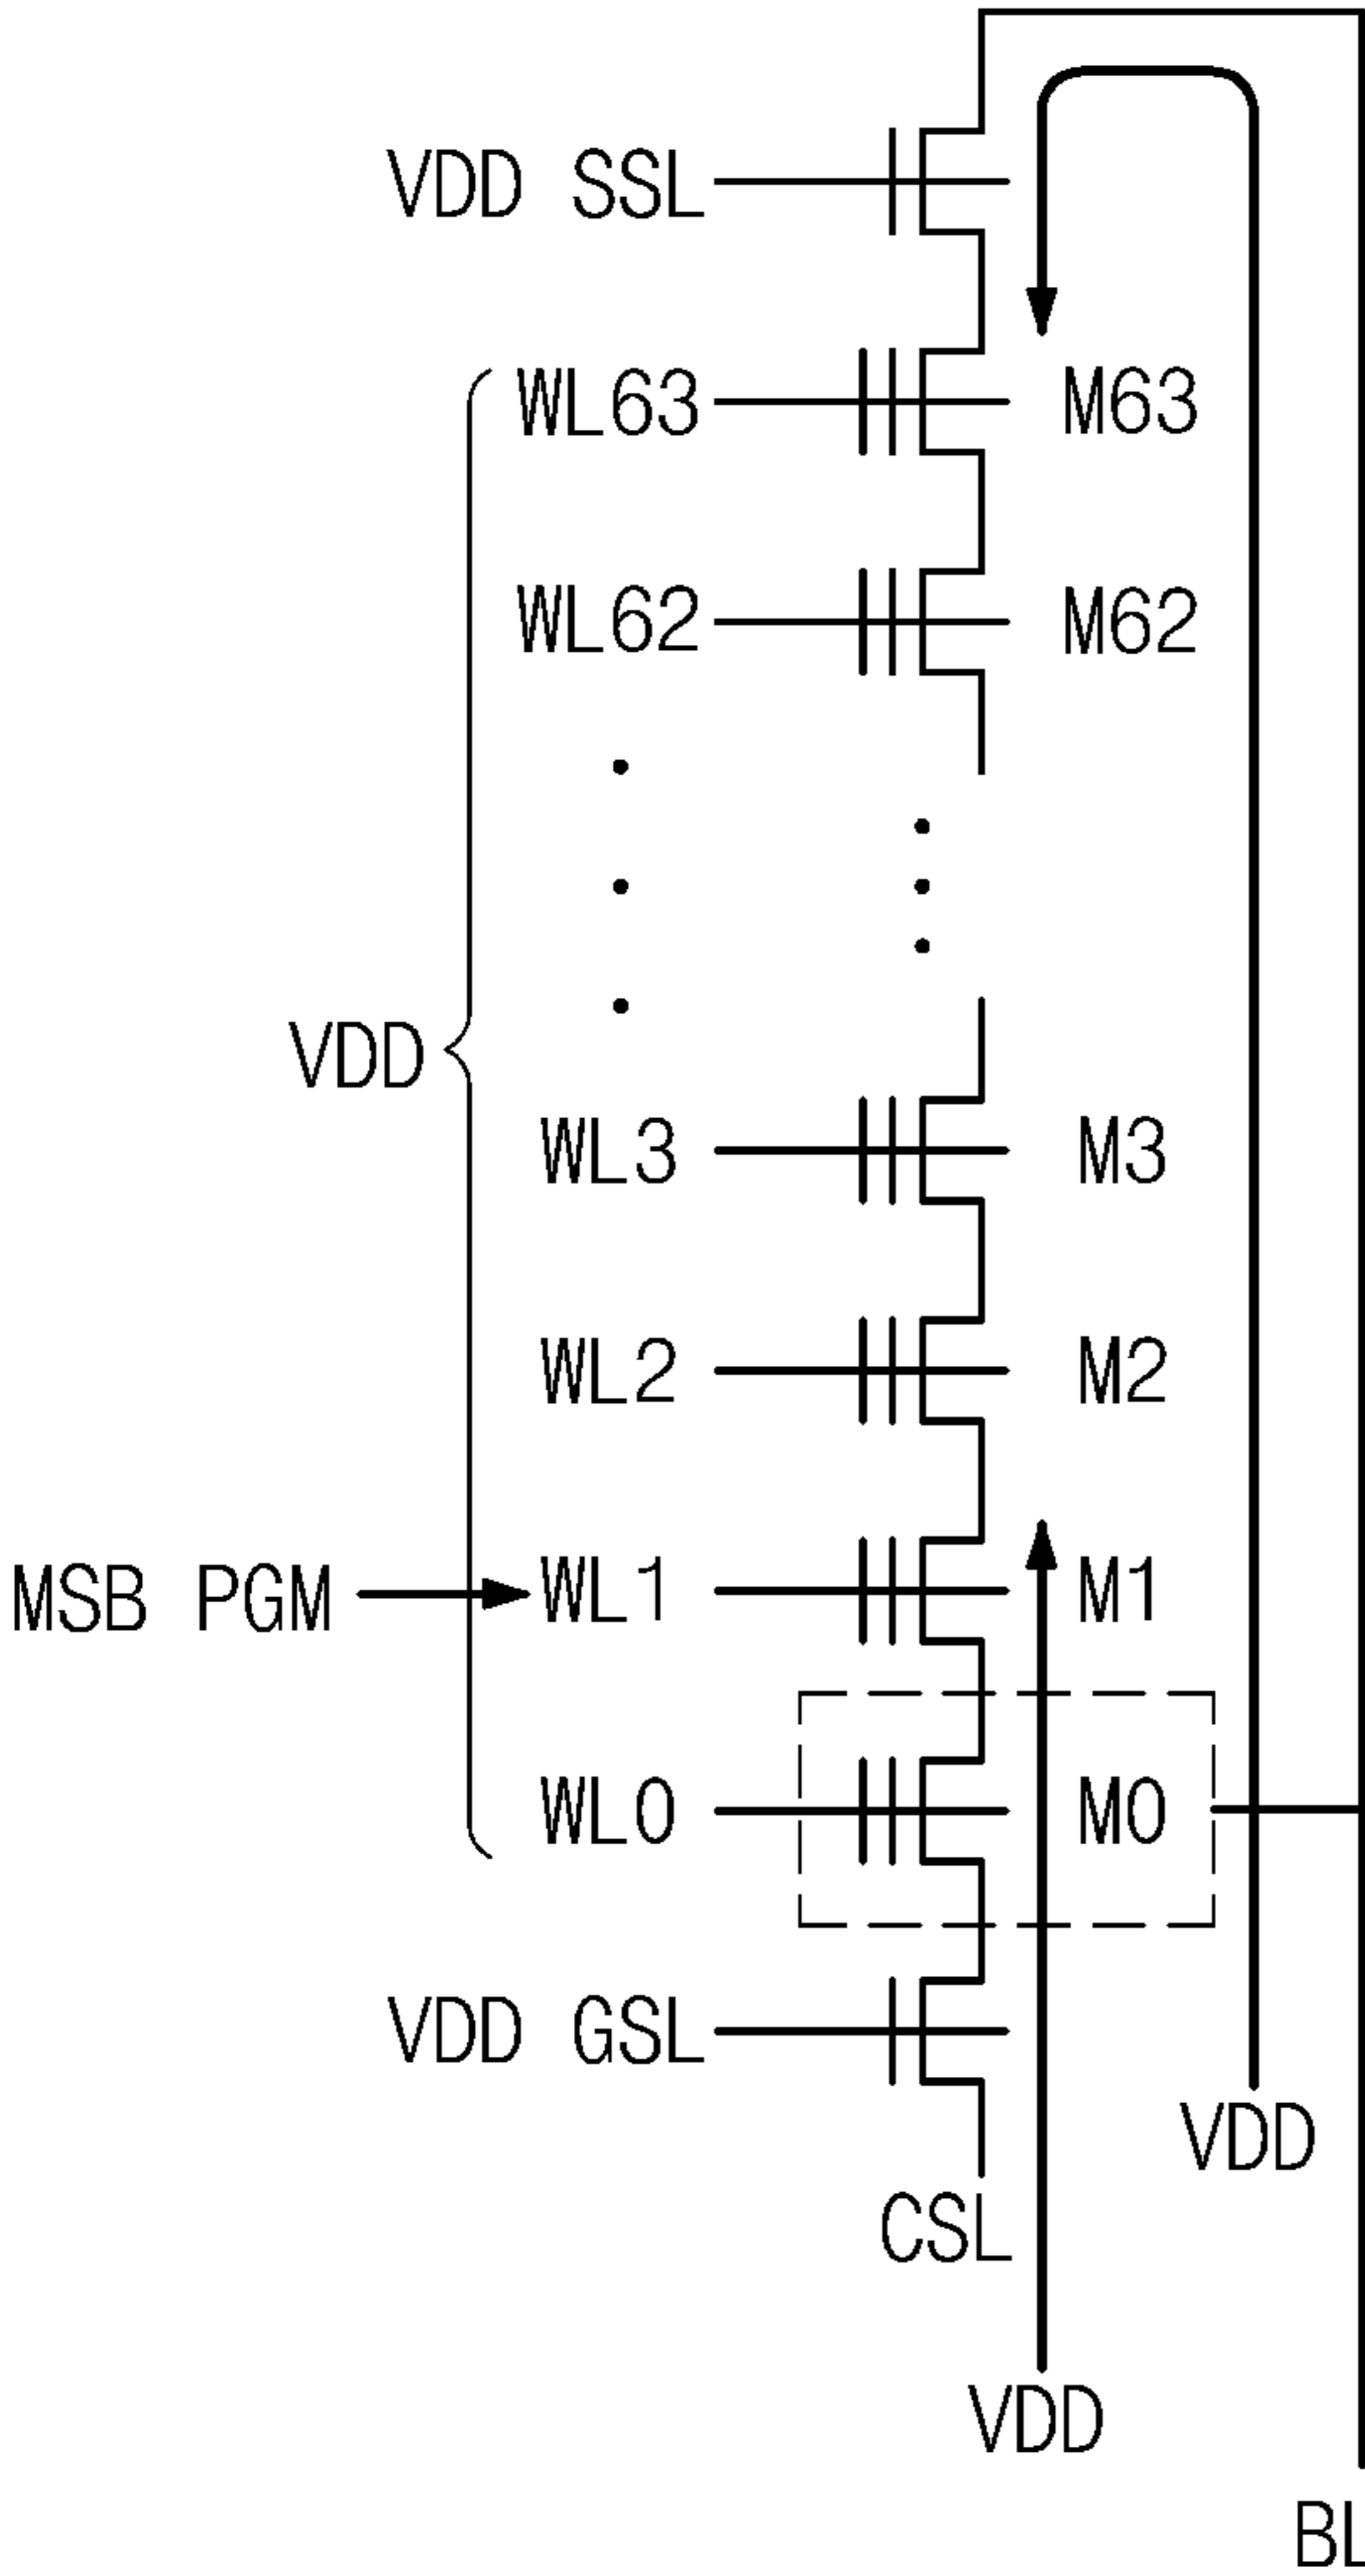 VDD SSL
WL63 M63
WL62 M62
VDD
WL3 M3
WL2 M2
MSB PGM WL1 M1
WL0 M0
VDD GSL
VDD
CSL
VDD
BL